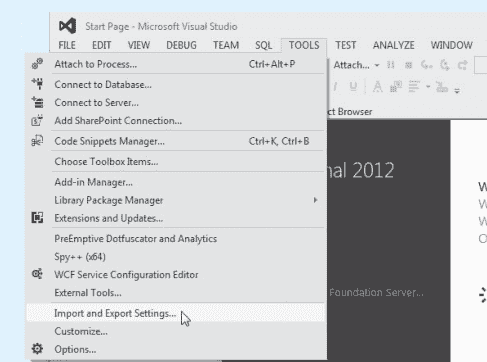 Start Page - Microsoft Visual Studio
FILE EDIT VIEW DEBUG TEAM SQL TOOLS TEST ANALYZE WINDOW
Attach to Process... Ctrl+Alt+P
Attach...
Connect to Database...
Connect to Server...
Add SharePoint Connection...
ct Browser
Code Snippets Manager... Ctrl+K, Ctrl+B
Choose Toolbox Items...
nal 2012
Add-in Manager...
Library Package Manager
Extensions and Updates...
PreEmptive Dotfuscator and Analytics
Spy++ (x64)
WCF Service Configuration Editor
External Tools...
Foundation Server...
Import and Export Settings...
Customize...
Options...